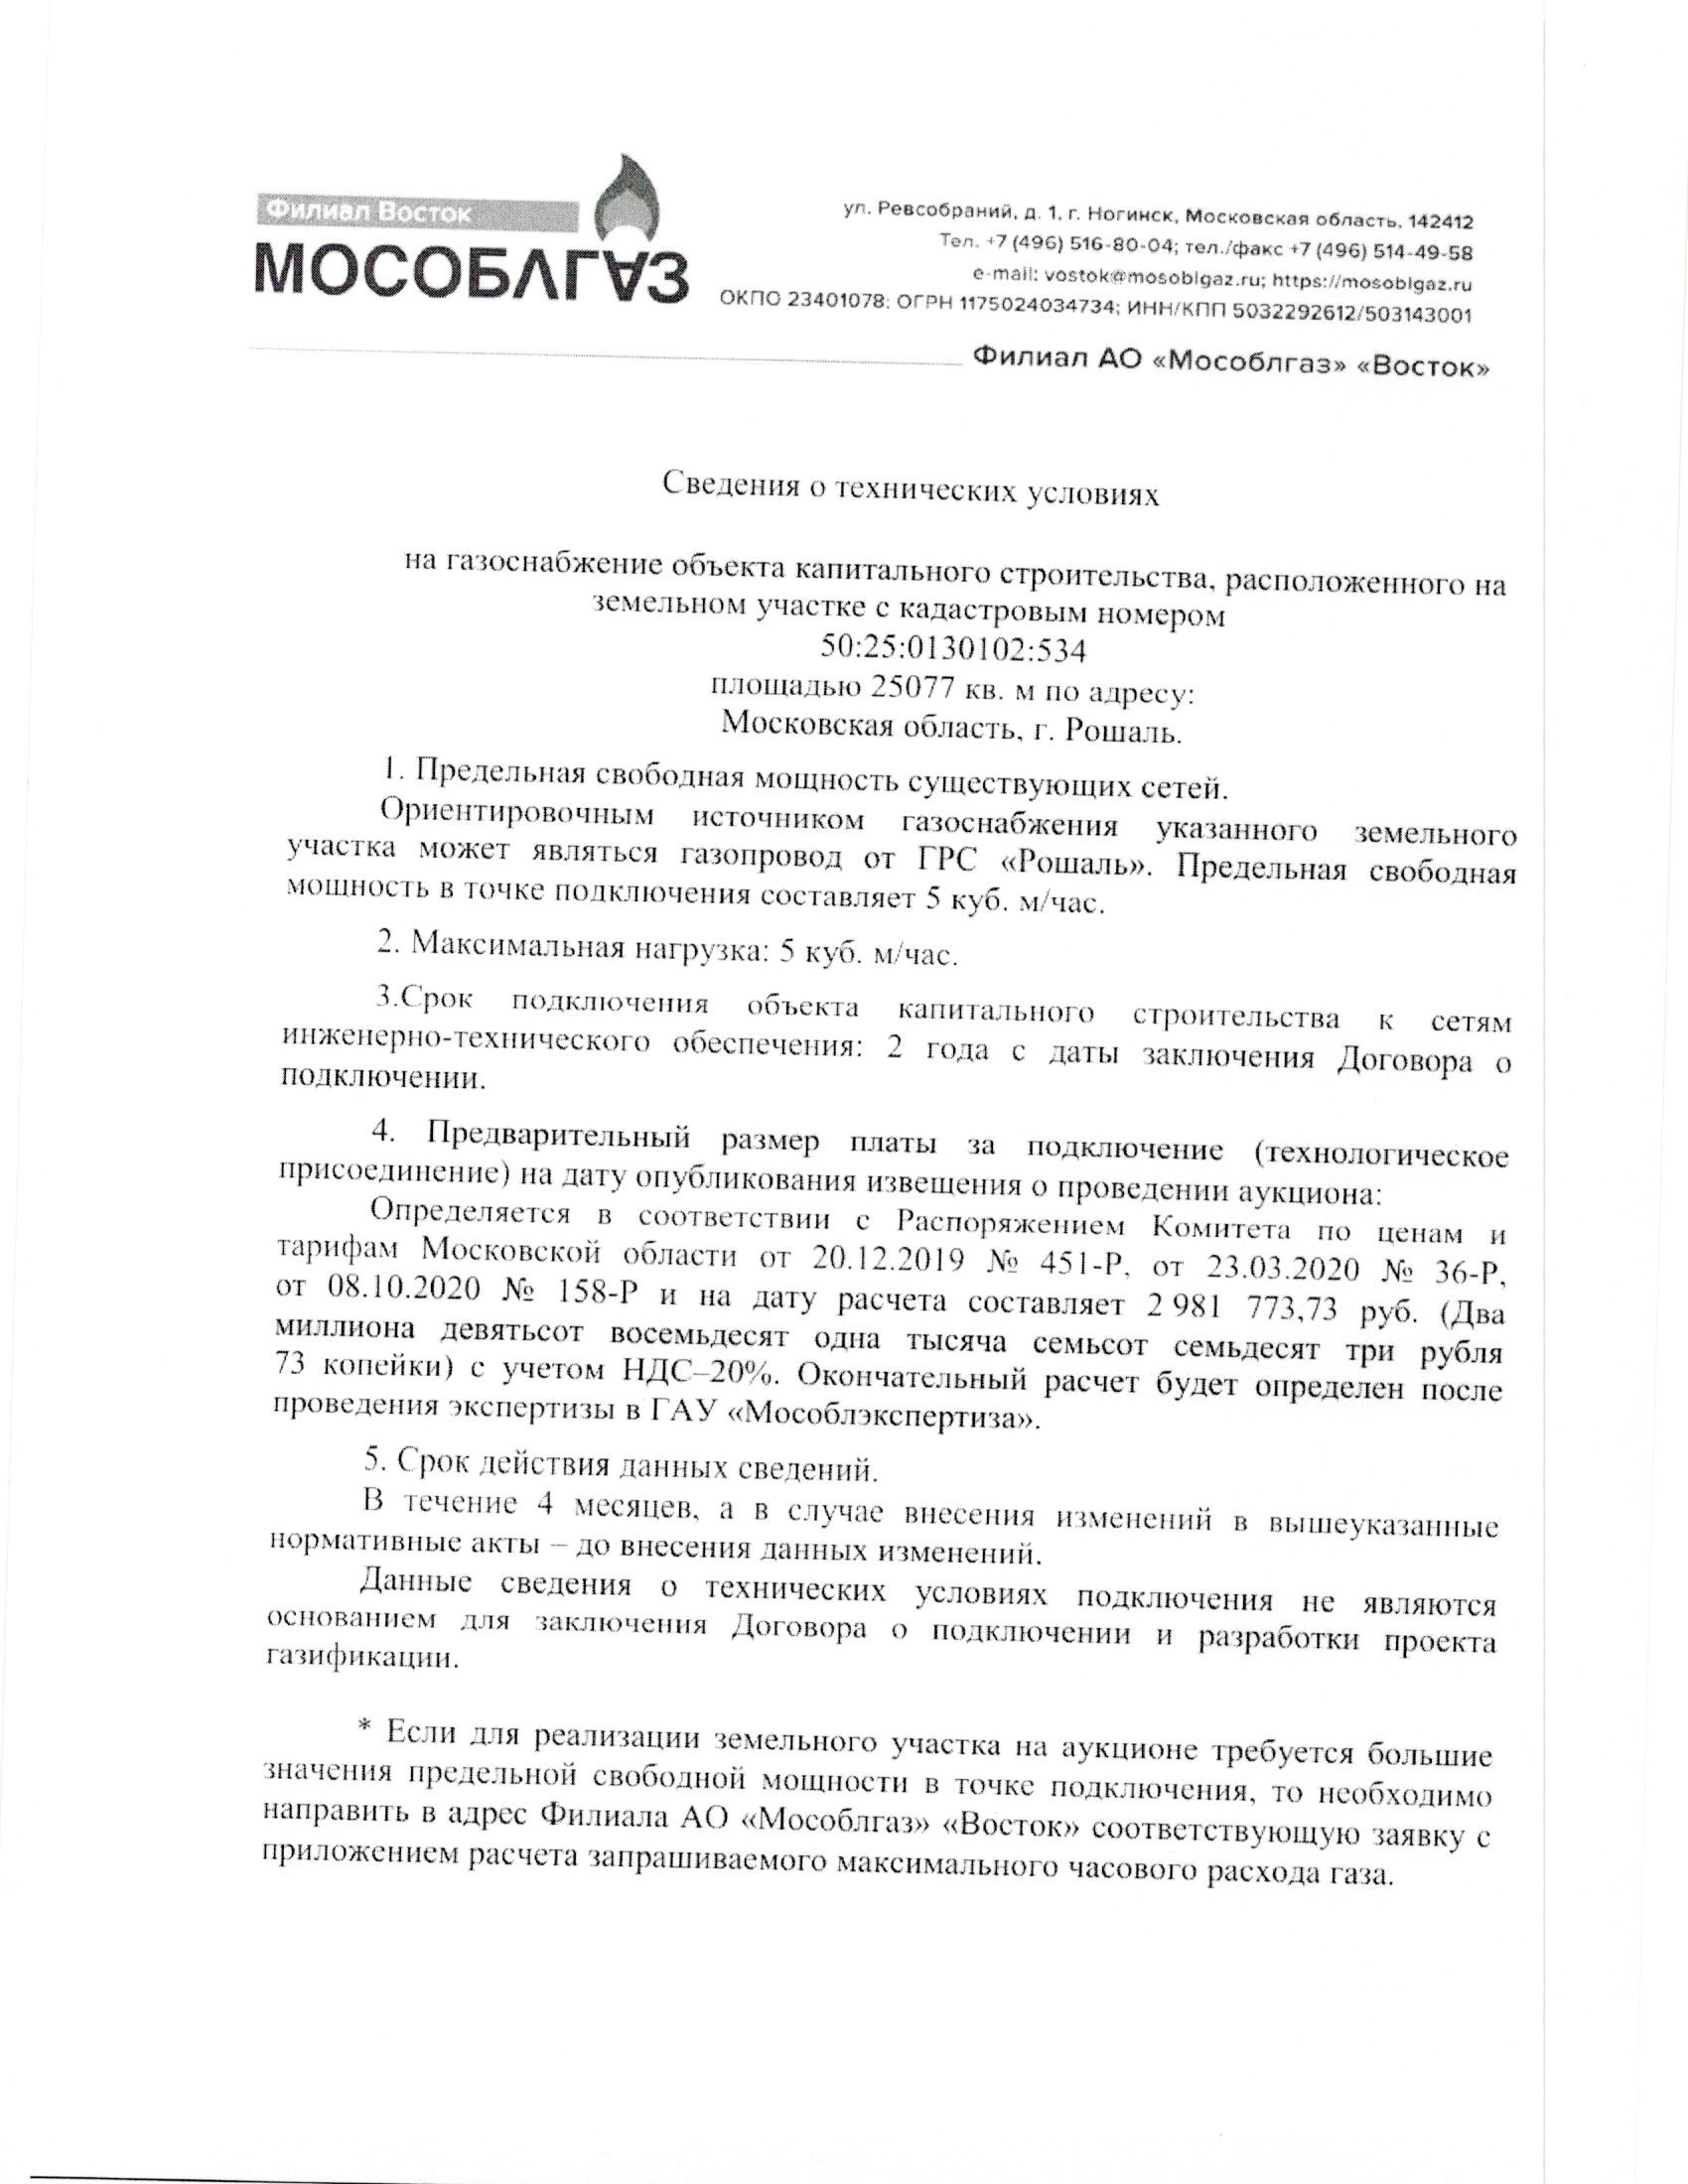 Филиал Восток
МОСОБЛГАЗ
ул. Ревсобраний, д. 1, г. Ногинск, Московская область, 142412
Тел. +7 (496) 516-80-04; тел./факс +7 (496) 514-49-58
e-mail: vostok@mosoblgaz.ru; https://mosoblgaz.ru
ОКПО 23401078; ОГРН 1175024034734; ИНН/КПП 5032292612/503143001
Филиал АО «Мособлгаз» «Восток»
Сведения о технических условиях
на газоснабжение объекта капитального строительства, расположенного на
земельном участке с кадастровым номером
50:25:0130102:534
площадью 25077 кв. м по адресу:
Московская область, г. Рошаль.
1. Предельная свободная мощность существующих сетей.
Ориентировочным источником газоснабжения указанного земельного
участка может являться газопровод от ГРС «Рошаль». Предельная свободная
мощность в точке подключения составляет 5 куб. м/час.
2. Максимальная нагрузка: 5 куб. м/час.
3.Срок подключения объекта капитального строительства к сетям
инженерно-технического обеспечения: 2 года с даты заключения Договора о
подключении.
4. Предварительный размер платы за подключение (технологическое
присоединение) на дату опубликования извещения о проведении аукциона:
Определяется в соответствии с Распоряжением Комитета по ценам и
тарифам Московской области от 20.12.2019 № 451-Р, от 23.03.2020 № 36-Р,
от 08.10.2020 № 158-Р и на дату расчета составляет 2 981 773,73 руб. (Два
миллиона девятьсот восемьдесят одна тысяча семьсот семьдесят три рубля
73 копейки) с учетом НДС–20%. Окончательный расчет будет определен после
проведения экспертизы в ГАУ «Мособлэкспертиза».
5. Срок действия данных сведений.
В течение 4 месяцев, а в случае внесения изменений в вышеуказанные
нормативные акты – до внесения данных изменений.
Данные сведения о технических условиях подключения не являются
основанием для заключения Договора о подключении и разработки проекта
газификации.
* Если для реализации земельного участка на аукционе требуется большие
значения предельной свободной мощности в точке подключения, то необходимо
направить в адрес Филиала АО «Мособлгаз» «Восток» соответствующую заявку с
приложением расчета запрашиваемого максимального часового расхода газа.